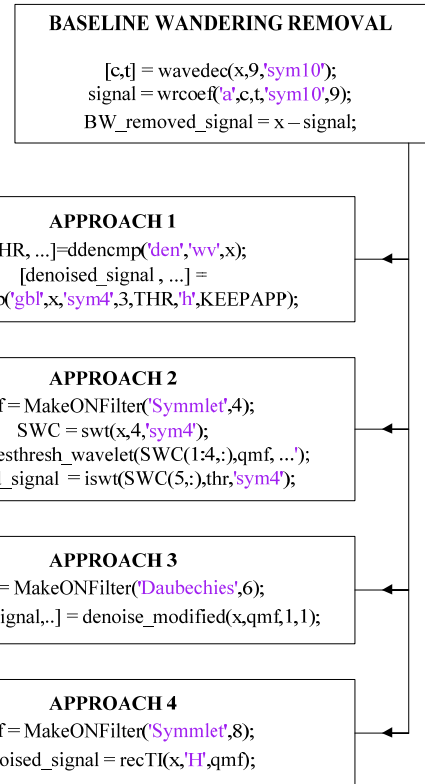 BASELINE WANDERING REMOVAL
[c,t] = wavedec(x,9,'sym10');
signal = wrcoef('a',c,t,'sym10',9);
BW_removed_signal = x – signal;
APPROACH 1
HR, ...]=ddencmp('den','wv',x);
[denoised_signal , ...] =
('gbl',x,'sym4',3,THR,'h',KEEPAPP);
APPROACH 2
f = MakeONFilter('Symmlet',4);
SWC = swt(x,4,'sym4');
esthresh_wavelet(SWC(1:4,:),qmf, ...');
_signal = iswt(SWC(5,:),thr,'sym4');
APPROACH 3
= MakeONFilter('Daubechies',6);
ignal,..] = denoise_modified(x,qmf,1,1);
APPROACH 4
f = MakeONFilter('Symmlet',8);
oised_signal = recTI(x,'H',qmf);